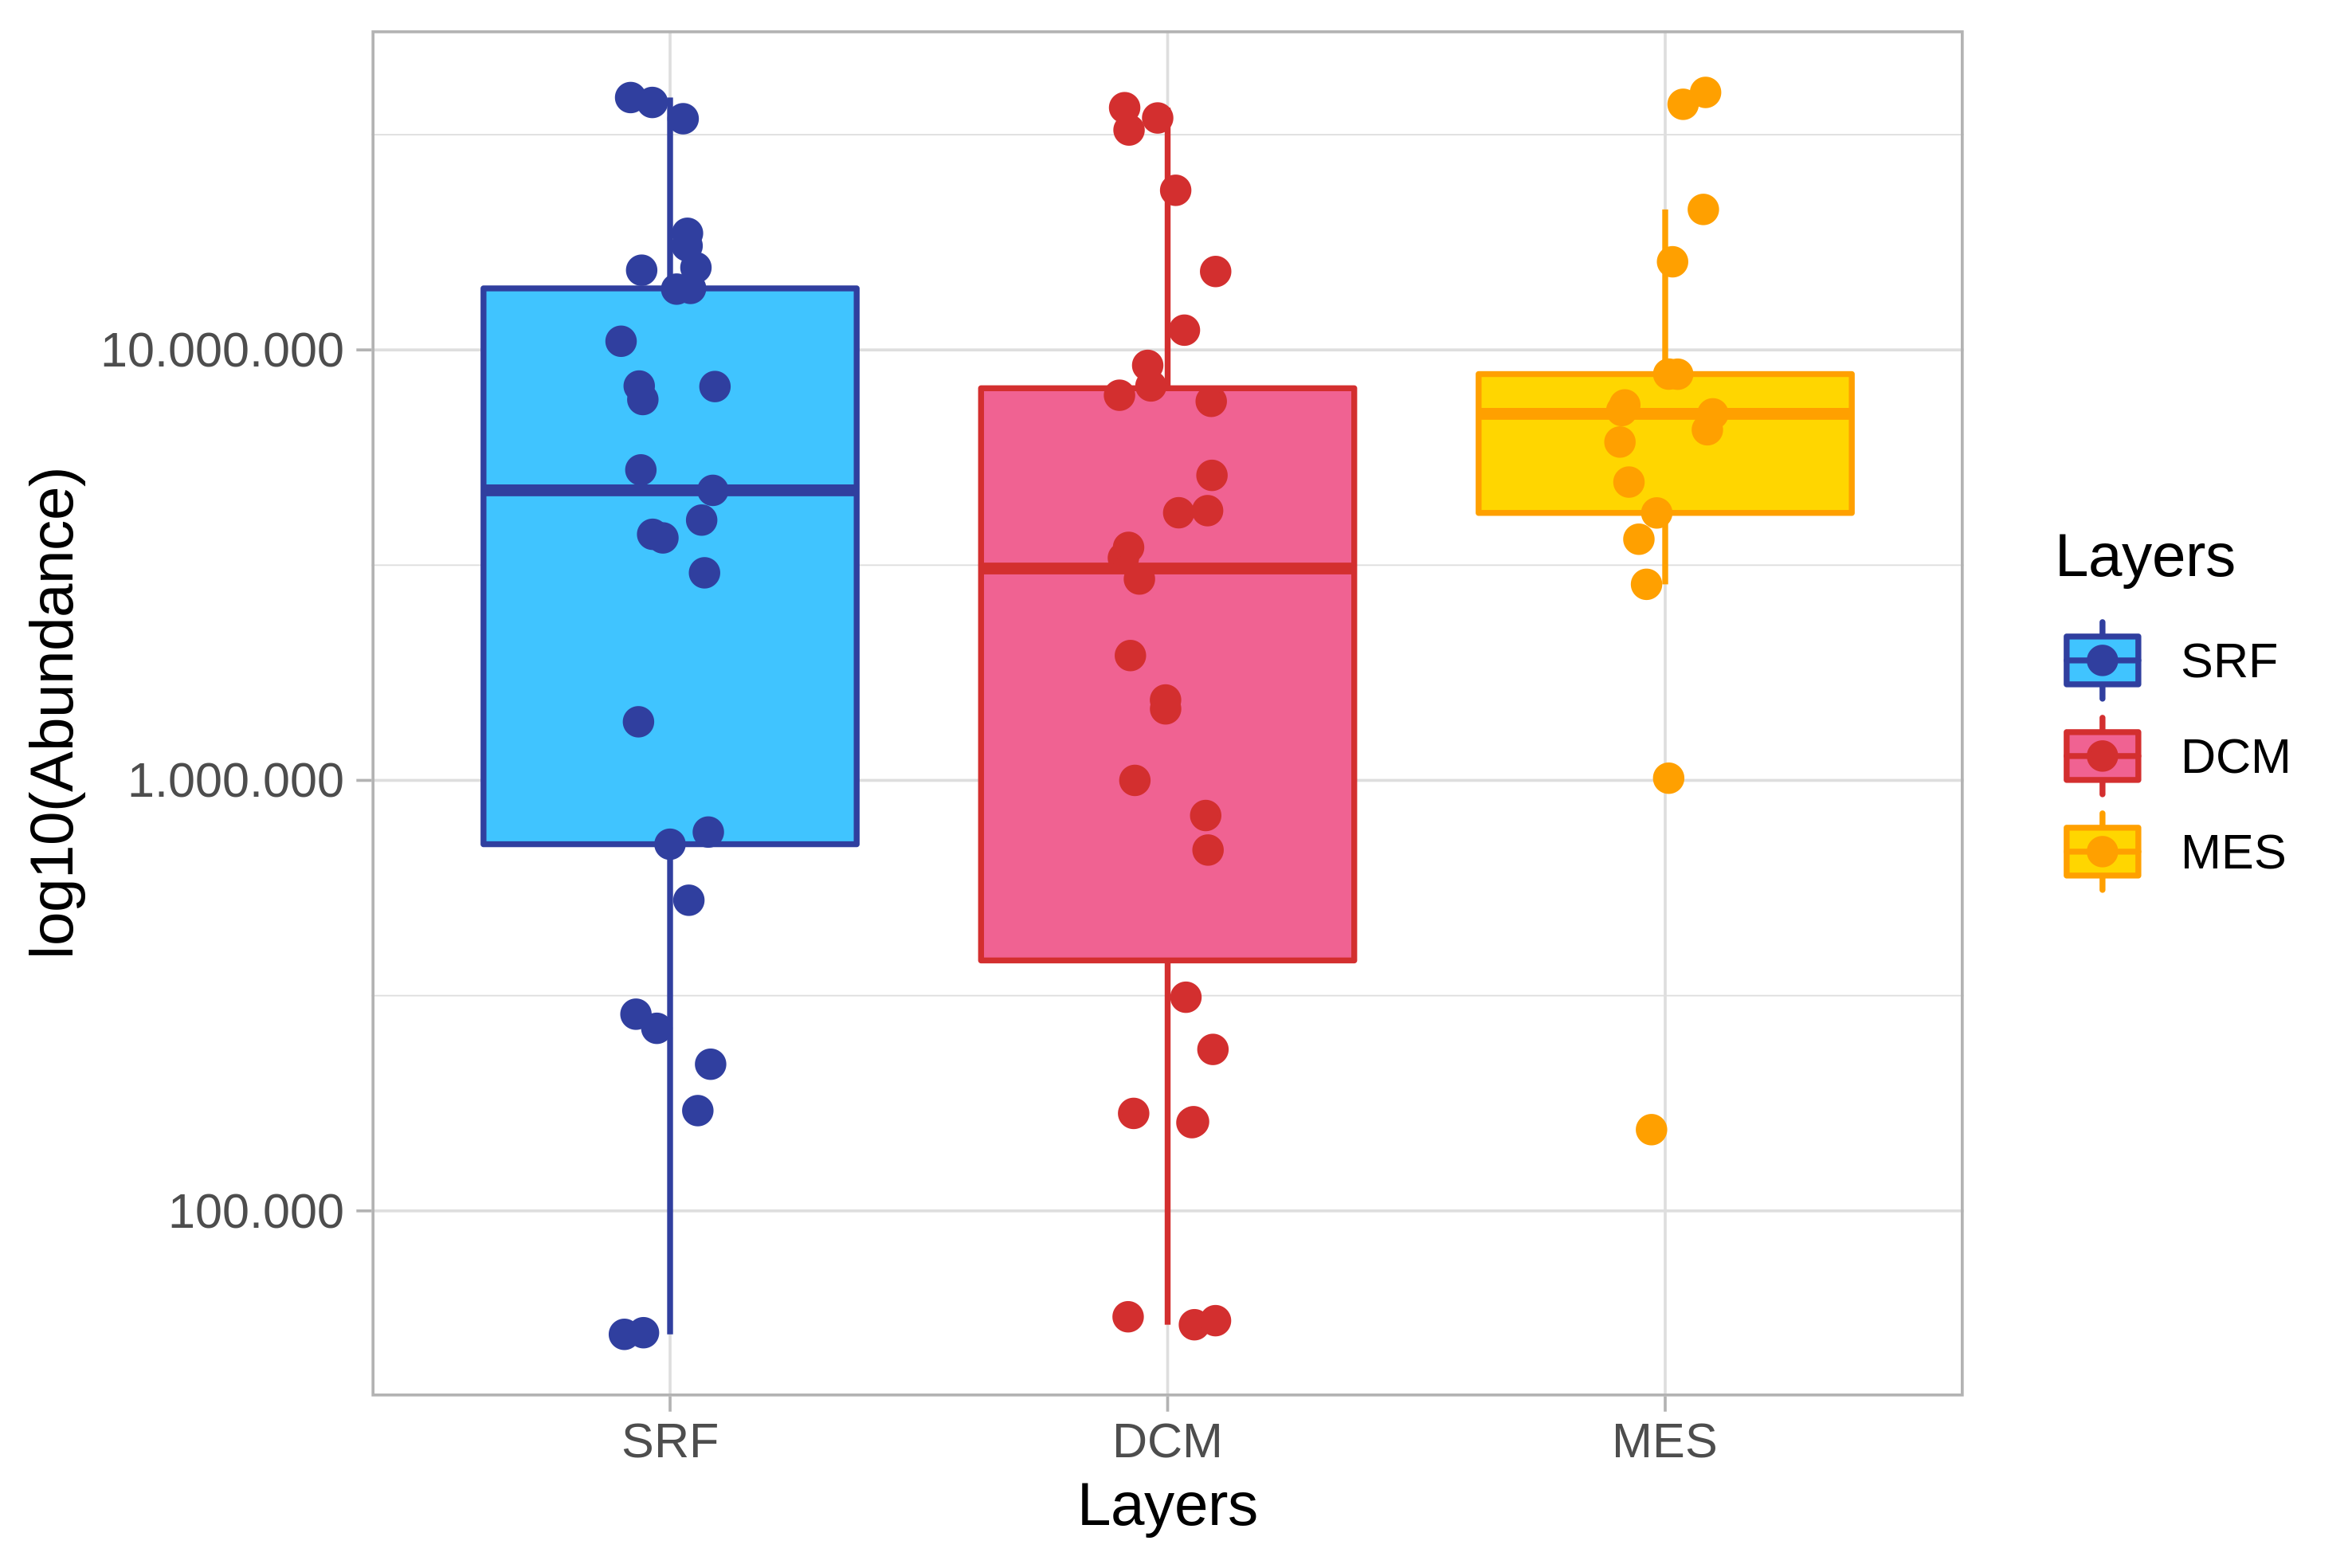 log10(Abundance)
10.000.000
1.000.000
100.000
SRF
DCM
MES
Layers
Layers
SRF
DCM
MES